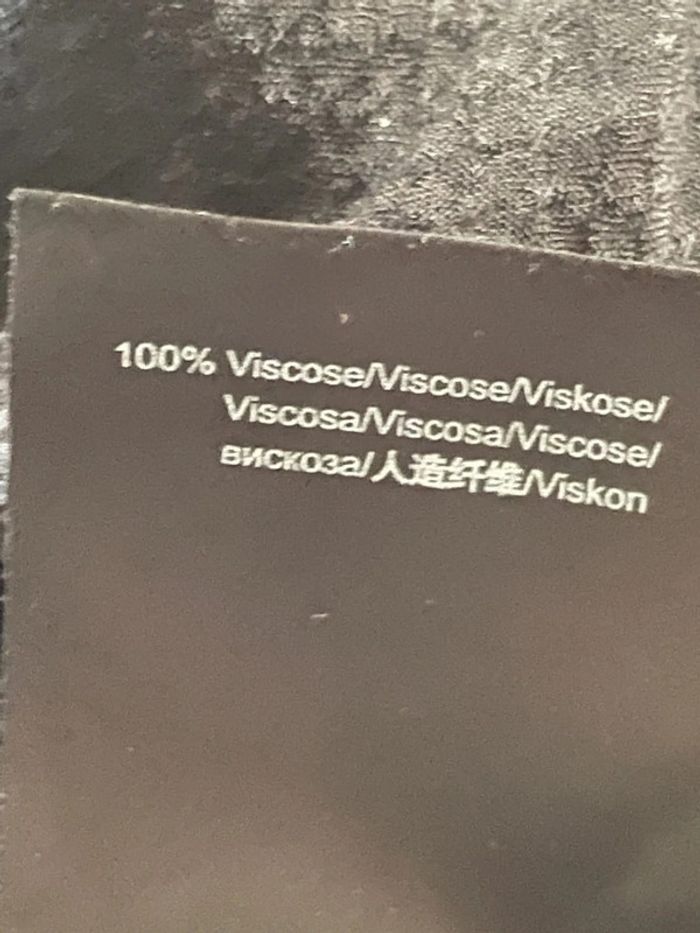 100% Viscose/Viscose/Viskose/
Viscosa/Viscosa/Viscose/
вискоза/人造纤维/Viskon